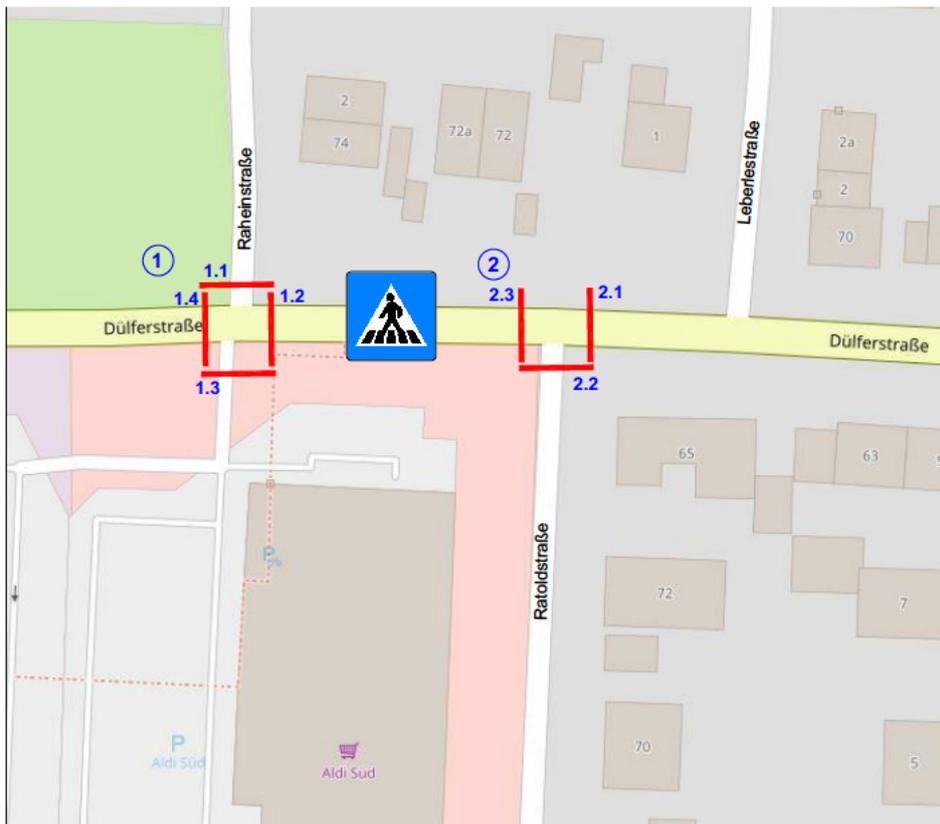 2
74
72a
72
1
2a
2
70
Raheinstraße
Leberlestraße
1
1.1
1.4
1.2
2
2.3
2.1
Dülferstraße
Dülferstraße
1.3
2.2
65
63
P
Ratoldstraße
72
7
70
5
P
Aldi Süd
Aldi Süd